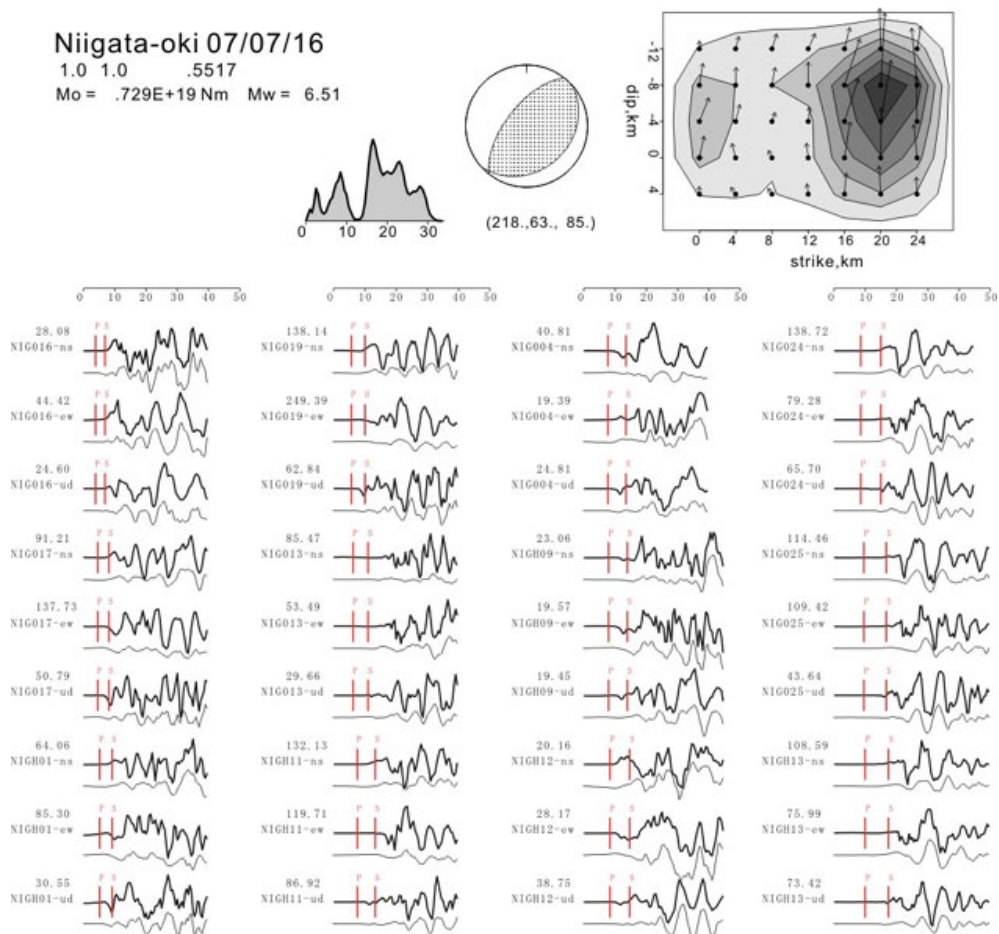 Niigata-oki 07/07/16
1.0 1.0 .5517
Mo = .729E+19 Nm Mw = 6.51
0 10 20 30
(218.,63., 85.)
dip,km
-12
-8
-4
0
4
0 4 8 12 16 20 24
strike,km
0 10 20 30 40 50
0 10 20 30 40 50
0 10 20 30 40 50
0 10 20 30 40 50
28.08 P S 138.14 P S 40.81 P S 138.72 P S
NIG016-ns NIG019-ns NIG004-ns NIG024-ns
44.42 P S 249.39 P S 19.39 P S 79.28 P S
NIG016-ew NIG019-ew NIG004-ew NIG024-ew
24.60 P S 62.84 P S 24.81 P S 65.70 P S
NIG016-ud NIG019-ud NIG004-ud NIG024-ud
91.21 P S 85.47 P S 23.06 P S 114.46 P S
NIG017-ns NIG013-ns NIGH09-ns NIG025-ns
137.73 P S 53.49 P S 19.57 P S 109.42 P S
NIG017-ew NIG013-ew NIGH09-ew NIG025-ew
50.79 P S 29.66 P S 19.45 P S 43.64 P S
NIG017-ud NIG013-ud NIGH09-ud NIG025-ud
64.06 P S 132.13 P S 20.16 P S 108.59 P S
NIGH01-ns NIGH11-ns NIGH12-ns NIGH13-ns
85.30 P S 119.71 P S 28.17 P S 75.99 P S
NIGH01-ew NIGH11-ew NIGH12-ew NIGH13-ew
30.55 P S 86.92 P S 38.75 P S 73.42 P S
NIGH01-ud NIGH11-ud NIGH12-ud NIGH13-ud